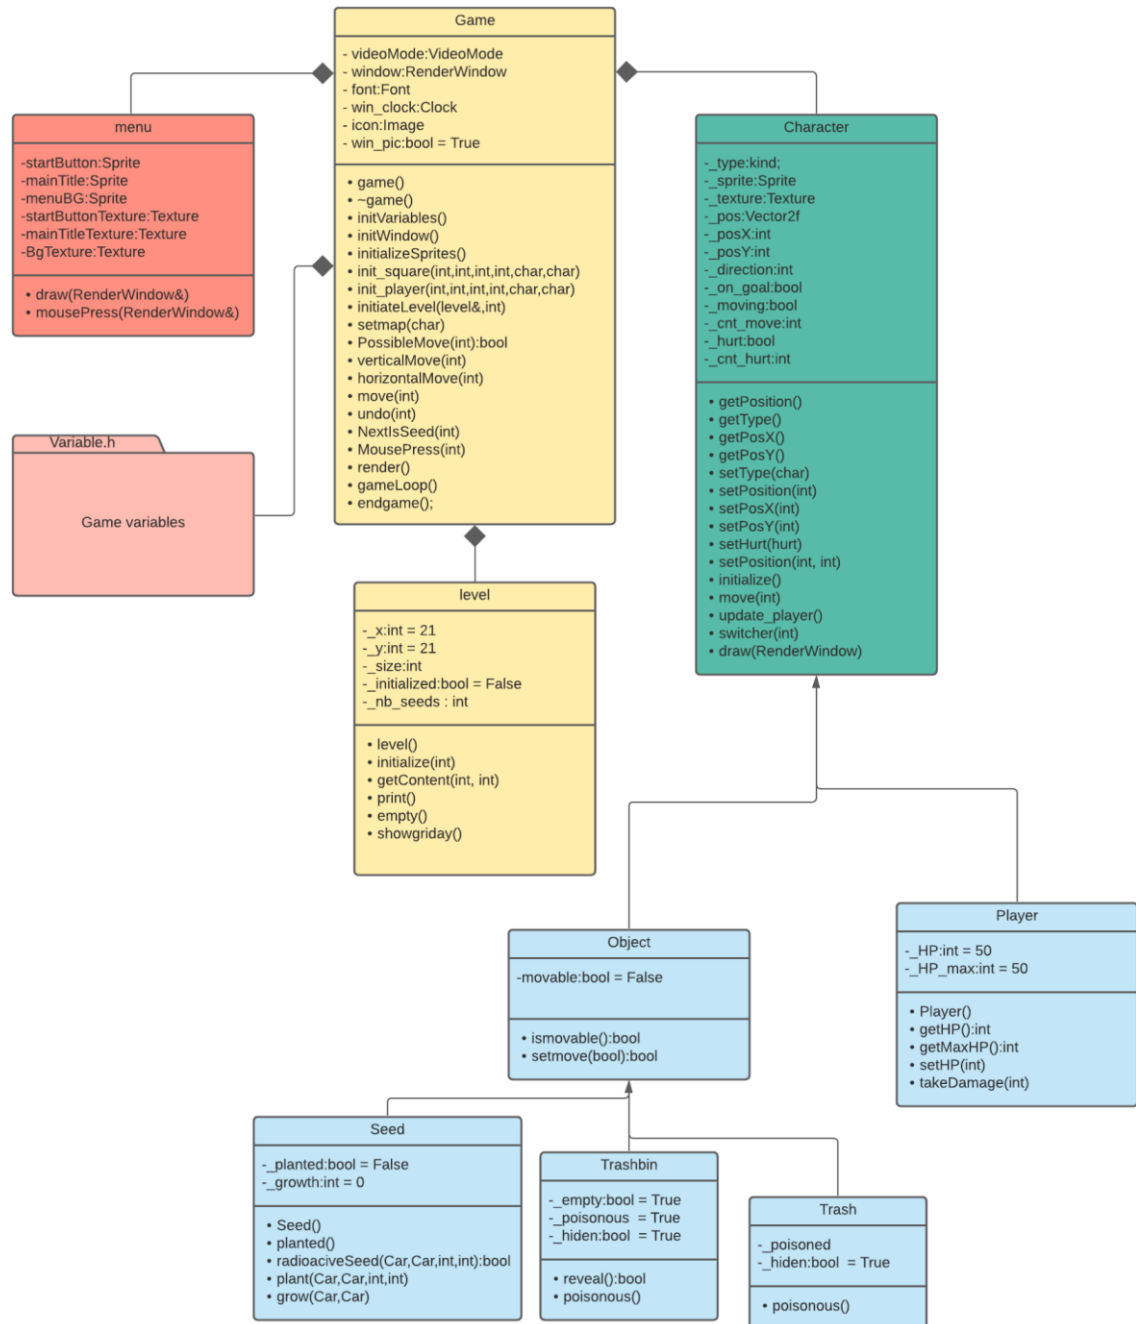 Game
- videoMode:VideoMode
- window:RenderWindow
- font:Font
- win_clock:Clock
- icon:Image
- win_pic:bool = True
• game()
• ~game()
• initVariables()
• initWindow()
• initializeSprites()
• init_square(int,int,int,int,char,char)
• init_player(int,int,int,int,char,char)
• initiateLevel(level&,int)
• setmap(char)
• PossibleMove(int):bool
• verticalMove(int)
• horizontalMove(int)
• move(int)
• undo(int)
• NextIsSeed(int)
• MousePress(int)
• render()
• gameLoop()
• endgame();
menu
-startButton:Sprite
-mainTitle:Sprite
-menuBG:Sprite
-startButtonTexture:Texture
-mainTitleTexture:Texture
-BgTexture:Texture
• draw(RenderWindow&)
• mousePress(RenderWindow&)
Variable.h
Game variables
Character
-_type:kind;
-_sprite:Sprite
-_texture:Texture
-_pos:Vector2f
-_posX:int
-_posY:int
-_direction:int
-_on_goal:bool
-_moving:bool
-_cnt_move:int
-_hurt:bool
-_cnt_hurt:int
• getPosition()
• getType()
• getPosX()
• getPosY()
• setType(char)
• setPosition(int)
• setPosX(int)
• setPosY(int)
• setHurt(hurt)
• setPosition(int, int)
• initialize()
• move(int)
• update_player()
• switcher(int)
• draw(RenderWindow)
level
-_x:int = 21
-_y:int = 21
-_size:int
-_initialized:bool = False
-_nb_seeds : int
• level()
• initialize(int)
• getContent(int, int)
• print()
• empty()
• showgriday()
Object
-movable:bool = False
• ismovable():bool
• setmove(bool):bool
Player
-_HP:int = 50
-_HP_max:int = 50
• Player()
• getHP():int
• getMaxHP():int
• setHP(int)
• takeDamage(int)
Seed
-_planted:bool = False
-_growth:int = 0
• Seed()
• planted()
• radioaciveSeed(Car,Car,int,int):bool
• plant(Car,Car,int,int)
• grow(Car,Car)
Trashbin
-_empty:bool = True
-_poisonous  = True
-_hiden:bool  = True
• reveal():bool
• poisonous()
Trash
-_poisoned
-_hiden:bool  = True
• poisonous()